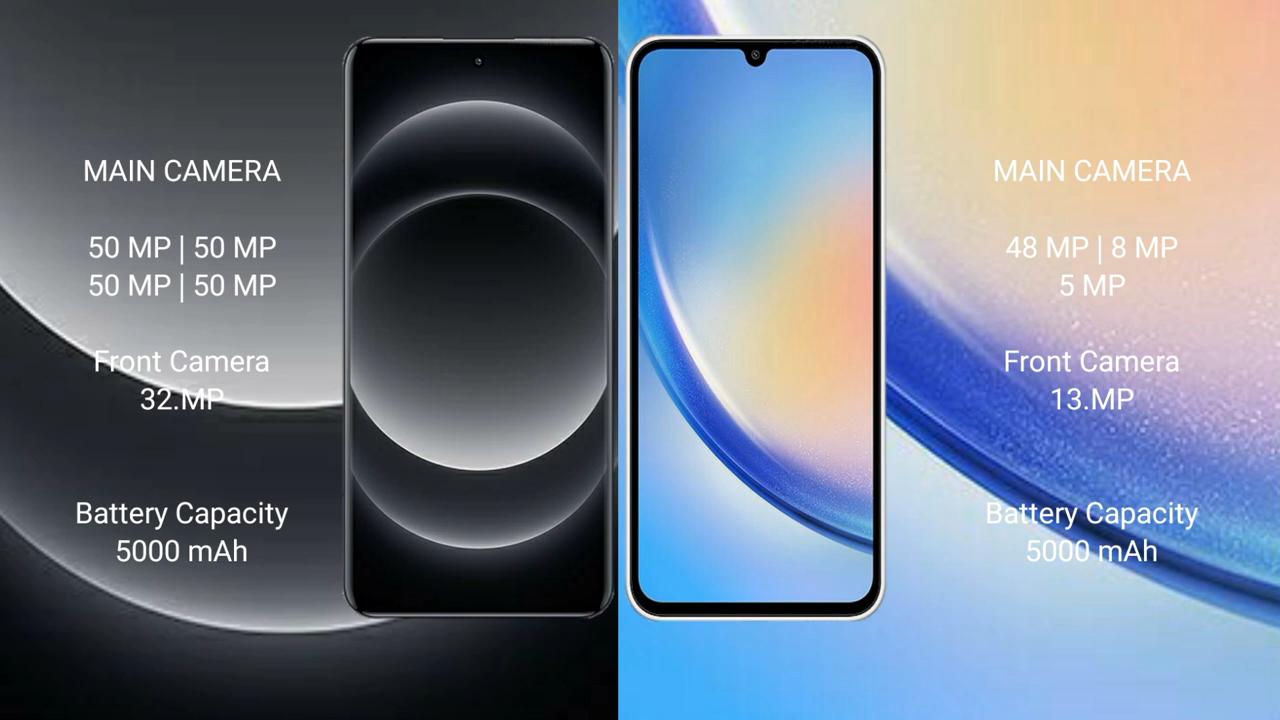 MAIN CAMERA
50 MP | 50 MP
50 MP | 50 MP
Front Camera
32.MP
Battery Capacity
5000 mAh
MAIN CAMERA
48 MP | 8 MP
5 MP
Front Camera
13.MP
Battery Capacity
5000 mAh